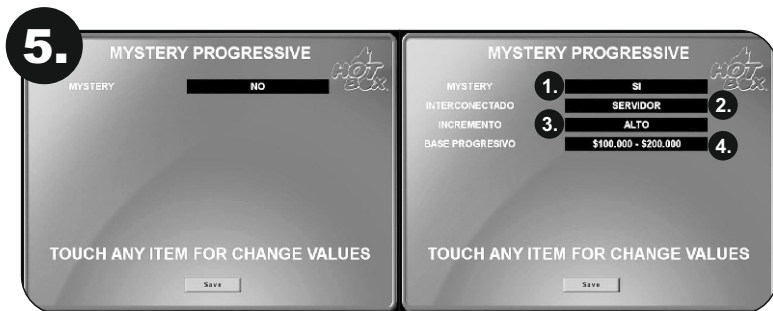 5.
MYSTERY PROGRESSIVE
HOT
BOX
MYSTERY NO
TOUCH ANY ITEM FOR CHANGE VALUES
Save
MYSTERY PROGRESSIVE
HOT
BOX
MYSTERY 1. SI
INTERCONECTADO SERVIDOR 2.
INCREMENTO 3. ALTO
BASE PROGRESIVO $100.000 - $200.000 4.
TOUCH ANY ITEM FOR CHANGE VALUES
Save